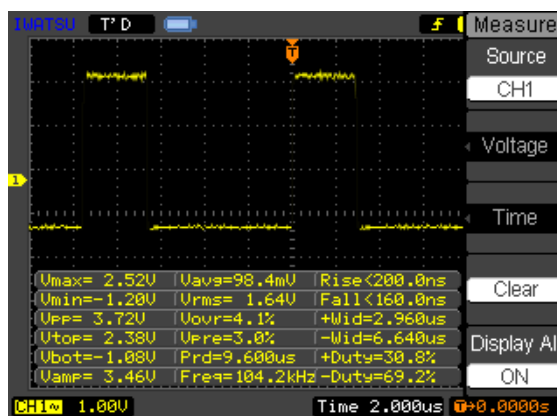 IWATSU T'D f Measure
Source
CH1
Voltage
Time
Clear
Display Al
ON
T
1
Vmax= 2.52V Vavg=98.4mV Rise<200.0ns
Vmin=-1.20V Vrms= 1.64V Fall<160.0ns
Vpp= 3.72V Vovr=4.1% +Wid=2.960us
Vtop= 2.38V Vpre=3.0% -Wid=6.640us
Vbot=-1.08V Prd=9.600us +Duty=30.8%
Vamp= 3.46V Freq=104.2kHz -Duty=69.2%
CH1~ 1.00V Time 2.000us T→0.0000s